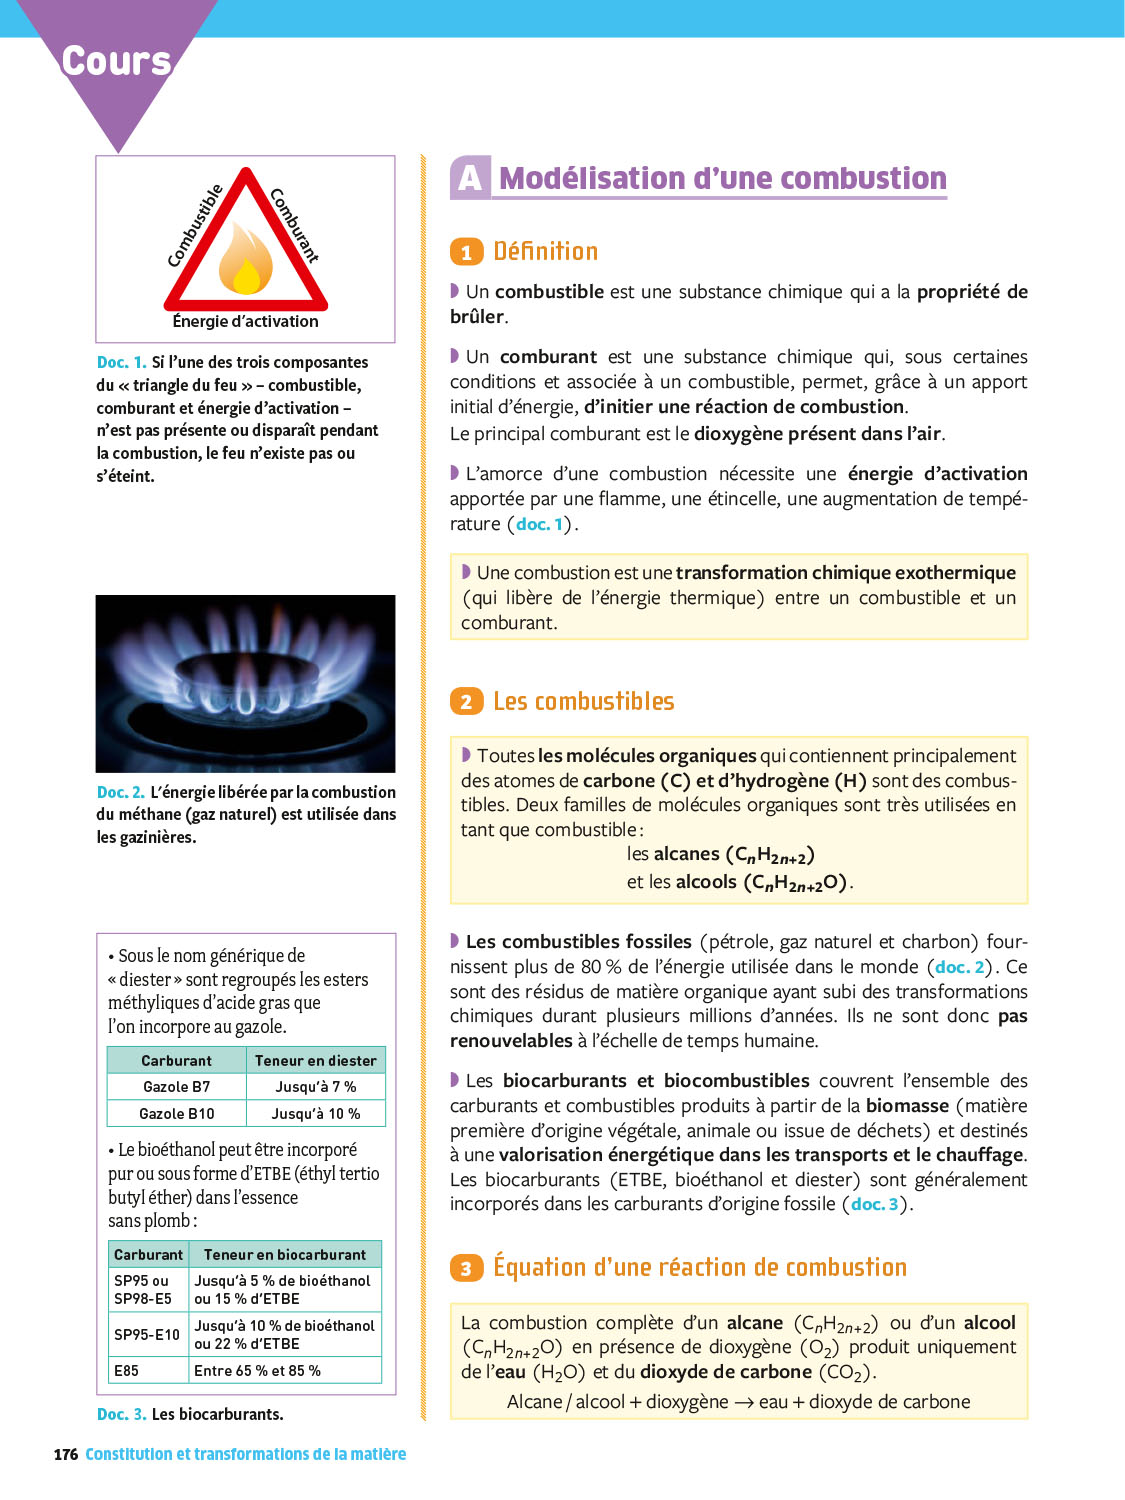 Cours
Combustible
Comburant
Énergie d'activation
Doc. 1. Si l'une des trois composantes
du « triangle du feu » – combustible,
comburant et énergie d'activation –
n'est pas présente ou disparaît pendant
la combustion, le feu n'existe pas ou
s'éteint.
Doc. 2. L'énergie libérée par la combustion
du méthane (gaz naturel) est utilisée dans
les gazinières.
• Sous le nom générique de
« diester » sont regroupés les esters
méthyliques d'acide gras que
l'on incorpore au gazole.
Carburant Teneur en diester
Gazole B7 Jusqu'à 7 %
Gazole B10 Jusqu'à 10 %
• Le bioéthanol peut être incorporé
pur ou sous forme d'ETBE (éthyl tertio
butyl éther) dans l'essence
sans plomb :
Carburant Teneur en biocarburant
SP95 ou Jusqu'à 5 % de bioéthanol
SP98-E5 ou 15 % d'ETBE
SP95-E10 Jusqu'à 10 % de bioéthanol
ou 22 % d'ETBE
E85 Entre 65 % et 85 %
Doc. 3. Les biocarburants.
A Modélisation d'une combustion
1 Définition
◗ Un combustible est une substance chimique qui a la propriété de
brûler.
◗ Un comburant est une substance chimique qui, sous certaines
conditions et associée à un combustible, permet, grâce à un apport
initial d'énergie, d'initier une réaction de combustion.
Le principal comburant est le dioxygène présent dans l'air.
◗ L'amorce d'une combustion nécessite une énergie d'activation
apportée par une flamme, une étincelle, une augmentation de tempé-
rature (doc. 1).
◗ Une combustion est une transformation chimique exothermique
(qui libère de l'énergie thermique) entre un combustible et un
comburant.
2 Les combustibles
◗ Toutes les molécules organiques qui contiennent principalement
des atomes de carbone (C) et d'hydrogène (H) sont des combus-
tibles. Deux familles de molécules organiques sont très utilisées en
tant que combustible :
les alcanes (CnH2n+2)
et les alcools (CnH2n+2O).
◗ Les combustibles fossiles (pétrole, gaz naturel et charbon) four-
nissent plus de 80 % de l'énergie utilisée dans le monde (doc. 2). Ce
sont des résidus de matière organique ayant subi des transformations
chimiques durant plusieurs millions d'années. Ils ne sont donc pas
renouvelables à l'échelle de temps humaine.
◗ Les biocarburants et biocombustibles couvrent l'ensemble des
carburants et combustibles produits à partir de la biomasse (matière
première d'origine végétale, animale ou issue de déchets) et destinés
à une valorisation énergétique dans les transports et le chauffage.
Les biocarburants (ETBE, bioéthanol et diester) sont généralement
incorporés dans les carburants d'origine fossile (doc. 3).
3 Équation d'une réaction de combustion
La combustion complète d'un alcane (CnH2n+2) ou d'un alcool
(CnH2n+2O) en présence de dioxygène (O2) produit uniquement
de l'eau (H2O) et du dioxyde de carbone (CO2).
Alcane / alcool + dioxygène → eau + dioxyde de carbone
176 Constitution et transformations de la matière